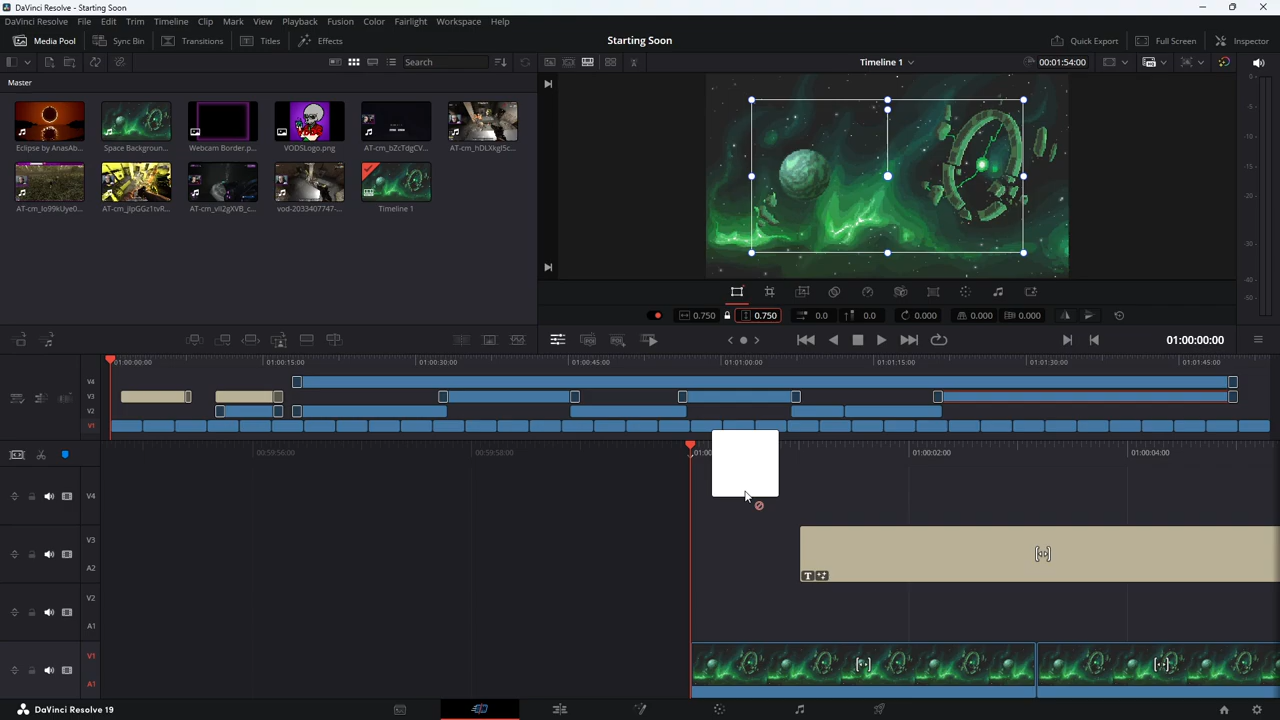 DaVinci Resolve - Starting Soon
DaVinci Resolve File Edit Trim Timeline Clip Mark View Playback Fusion Color Fairlight Workspace Help
Media Pool Sync Bin Transitions Titles Effects Starting Soon Quick Export Full Screen Inspector
Search Timeline 1 00:01:54:00
Master
Eclipse by AnasAb... Space Backgroun... Webcam Border.p... VODSLogo.png AT-cm_bZcTdgCV... AT-cm_hDLXkgI5c...
AT-cm_Io99kUye0... AT-cm_jIpGGz1tvR... AT-cm_vII2gXVB_c... vod-2033407747-... Timeline 1
0.750 0.750 0.0 0.0 0.000 0.000 0.000
01:00:00:00
01:00:00:00 01:00:15:00 01:00:30:00 01:00:45:00 01:01:00:00 01:01:15:00 01:01:30:00 01:01:45:00
V4
V3
V2
V1
00:59:56:00 00:59:58:00 01:00 01:00:02:00 01:00:04:00
V4
V3
A2
T
V2
A1
V1
A1
DaVinci Resolve 19